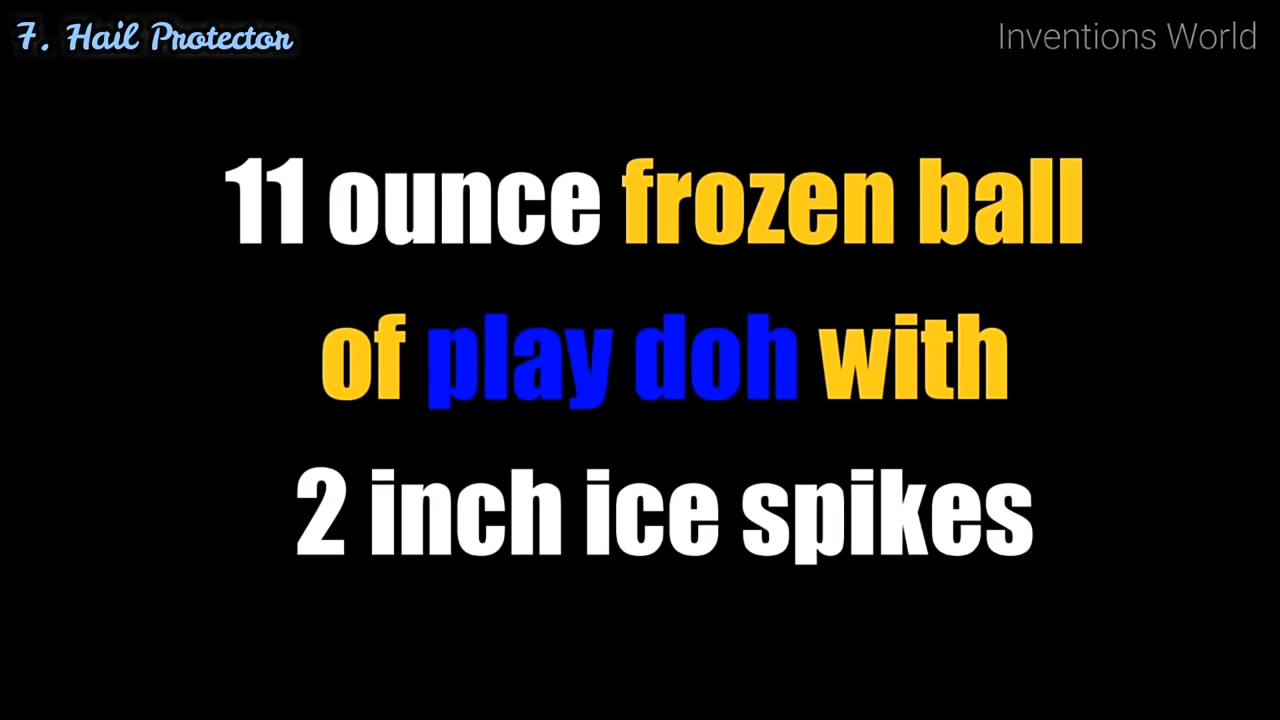 7. Hail Protector
Inventions World
11 ounce frozen ball
of play doh with
2 inch ice spikes